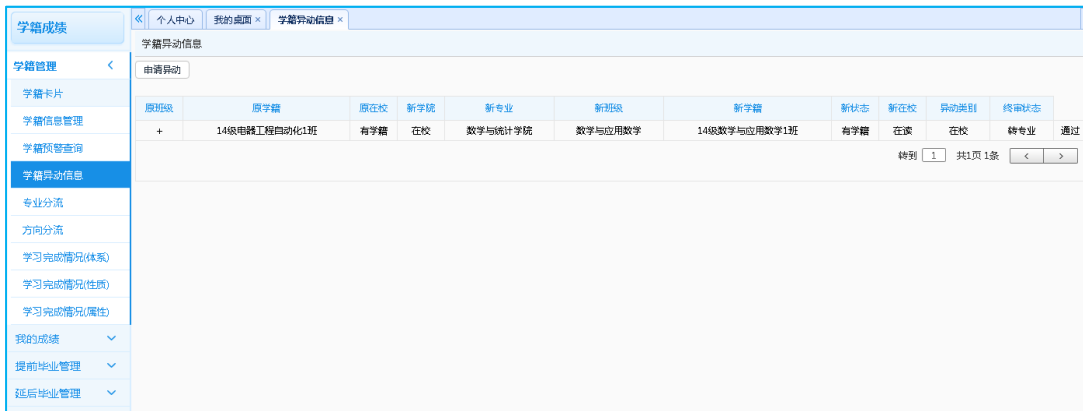 学籍成绩
« 个人中心 我的桌面 × 学籍异动信息 ×
学籍异动信息
申请异动
学籍管理
学籍卡片
学籍信息管理
学籍预警查询
学籍异动信息
专业分流
方向分流
学习完成情况(体系)
学习完成情况(性质)
学习完成情况(属性)
我的成绩
提前毕业管理
延后毕业管理
原班级 原学籍 原在校 新学院 新专业 新班级 新学籍 新状态 新在校 异动类别 终审状态
+ 14级电器工程自动化1班 有学籍 在校 数学与统计学院 数学与应用数学 14级数学与应用数学1班 有学籍 在读 在校 转专业 通过
转到 1 共1页 1条 < >